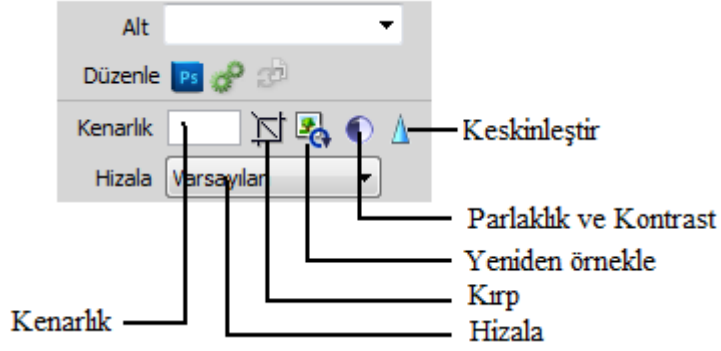 Alt
Düzenle Ps
Kenarlık
Keskinleştir
Hizala Varsayılan
Parlaklık ve Kontrast
Yeniden örnekle
Kırp
Kenarlık
Hizala